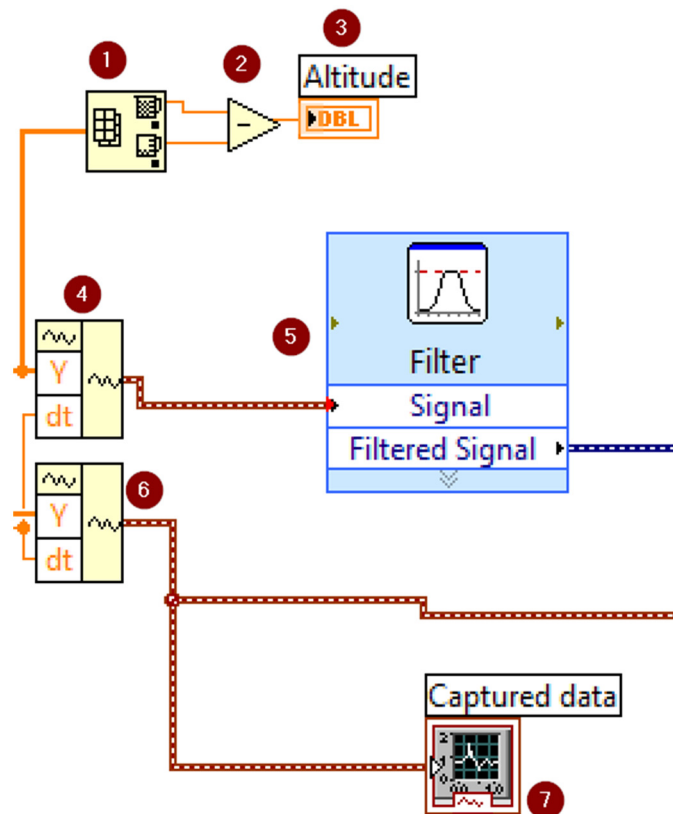 3
1
2
Altitude
DBL
4
5
Y
dt
Filter
Signal
Filtered Signal
6
Y
dt
Captured data
7